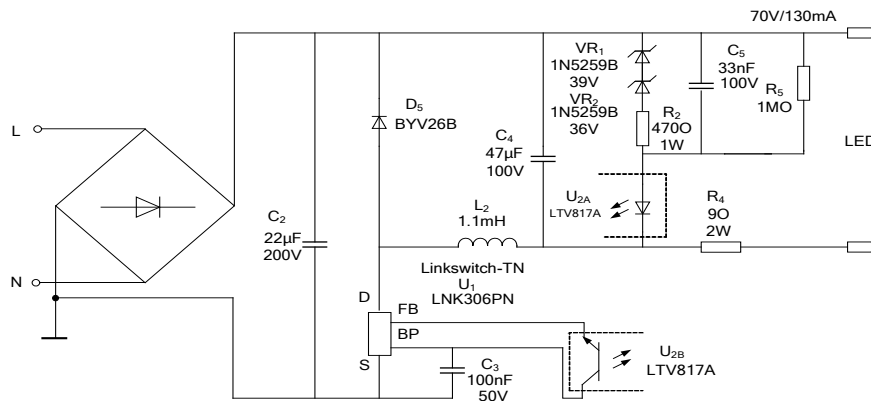 70V/130mA
VR1
1N5259B
39V
VR2
1N5259B
36V
C5
33nF
100V
R5
1MO
R2
470O
1W
D5
BYV26B
C4
47µF
100V
LED
L
U2A
LTV817A
R4
9O
2W
C2
22µF
200V
L2
1.1mH
N
Linkswitch-TN
U1
LNK306PN
D
FB
BP
S
C3
100nF
50V
U2B
LTV817A